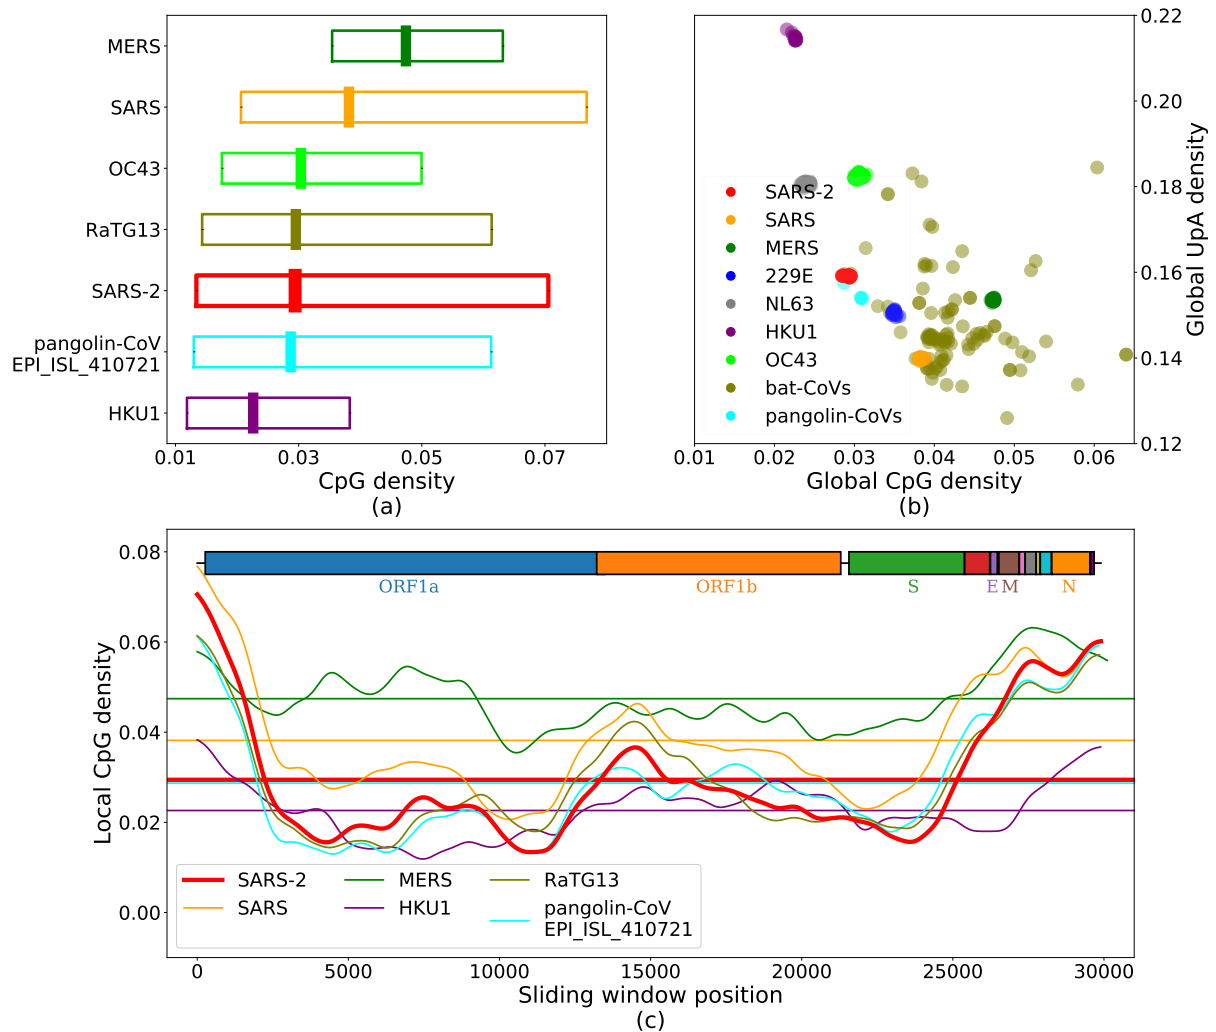 MERS
SARS
OC43
RaTG13
SARS-2
pangolin-CoV
EPI_ISL_410721
HKU1
0.01 0.03 0.05 0.07
CpG density
(a)
SARS-2
SARS
MERS
229E
NL63
HKU1
OC43
bat-CoVs
pangolin-CoVs
0.22
0.20
0.18
0.16
0.14
0.12
Global UpA density
0.01 0.02 0.03 0.04 0.05 0.06
Global CpG density
(b)
0.08
0.06
0.04
0.02
0.00
Local CpG density
ORF1a ORF1b S E M N
SARS-2 MERS RaTG13
SARS HKU1 pangolin-CoV
EPI_ISL_410721
0 5000 10000 15000 20000 25000 30000
Sliding window position
(c)